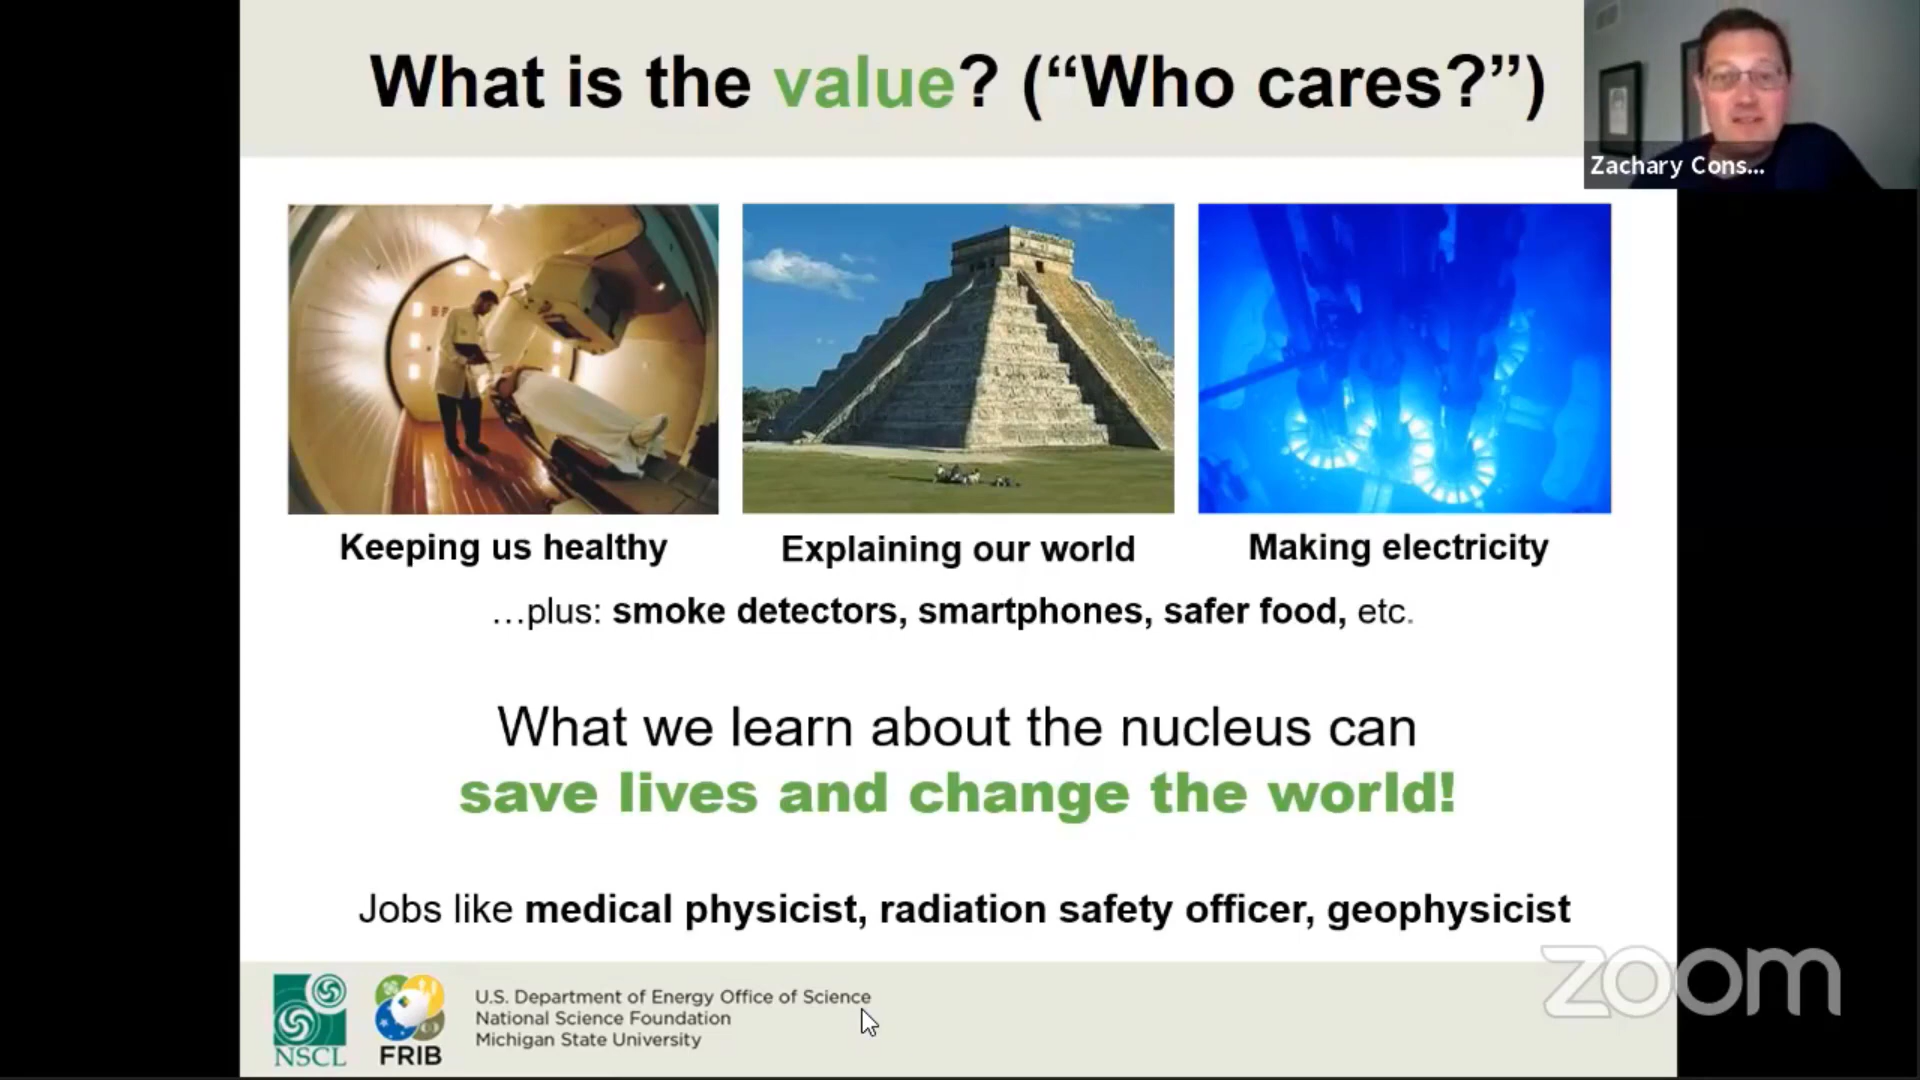 What is the value? (“Who cares?”)
Zachary Cons...
Keeping us healthy
Explaining our world
Making electricity
…plus: smoke detectors, smartphones, safer food, etc.
What we learn about the nucleus can
save lives and change the world!
Jobs like medical physicist, radiation safety officer, geophysicist
NSCL
FRIB
U.S. Department of Energy Office of Science
National Science Foundation
Michigan State University
zoom